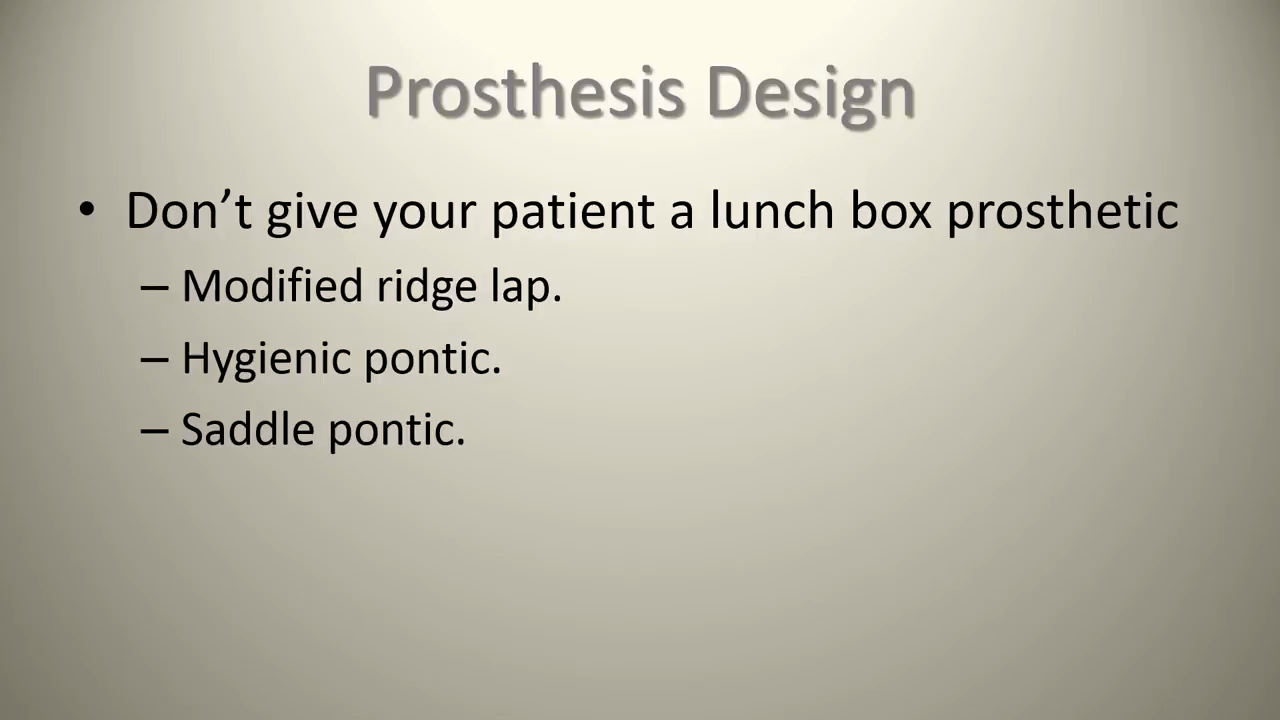 Prosthesis Design
• Don’t give your patient a lunch box prosthetic
– Modified ridge lap.
– Hygienic pontic.
– Saddle pontic.